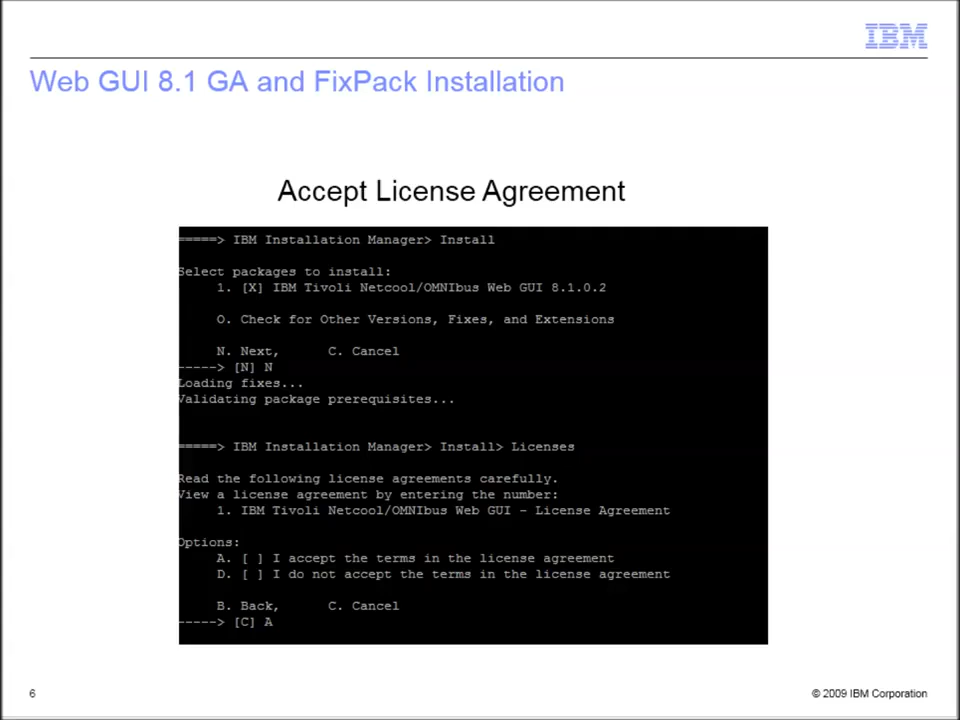 IBM
Web GUI 8.1 GA and FixPack Installation
Accept License Agreement
=====> IBM Installation Manager> Install
Select packages to install:
1. [X] IBM Tivoli Netcool/OMNIbus Web GUI 8.1.0.2
O. Check for Other Versions, Fixes, and Extensions
N. Next, C. Cancel
-----> [N] N
Loading fixes...
Validating package prerequisites...
=====> IBM Installation Manager> Install> Licenses
Read the following license agreements carefully.
View a license agreement by entering the number:
1. IBM Tivoli Netcool/OMNIbus Web GUI - License Agreement
Options:
A. [ ] I accept the terms in the license agreement
D. [ ] I do not accept the terms in the license agreement
B. Back, C. Cancel
-----> [C] A
6
© 2009 IBM Corporation